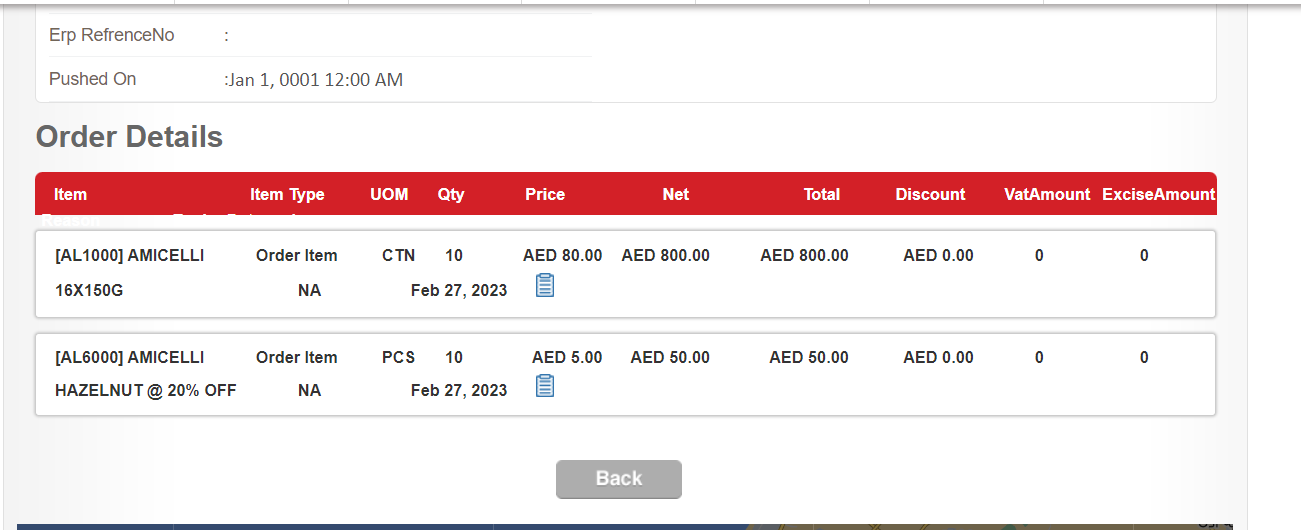 Erp RefrenceNo :
Pushed On :Jan 1, 0001 12:00 AM
Order Details
Item Item Type UOM Qty Price Net Total Discount VatAmount ExciseAmount
[AL1000] AMICELLI Order Item CTN 10 AED 80.00 AED 800.00 AED 800.00 AED 0.00 0 0
16X150G NA Feb 27, 2023
[AL6000] AMICELLI Order Item PCS 10 AED 5.00 AED 50.00 AED 50.00 AED 0.00 0 0
HAZELNUT @ 20% OFF NA Feb 27, 2023
Back